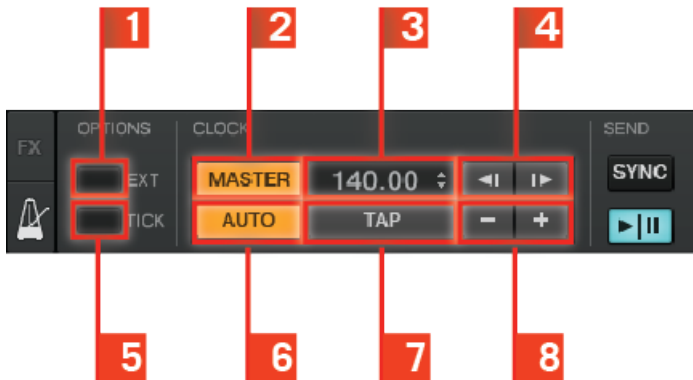 1 2 3 4
OPTIONS CLOCK SEND
FX
EXT MASTER 140.00 SYNC
TICK AUTO TAP - +
5 6 7 8